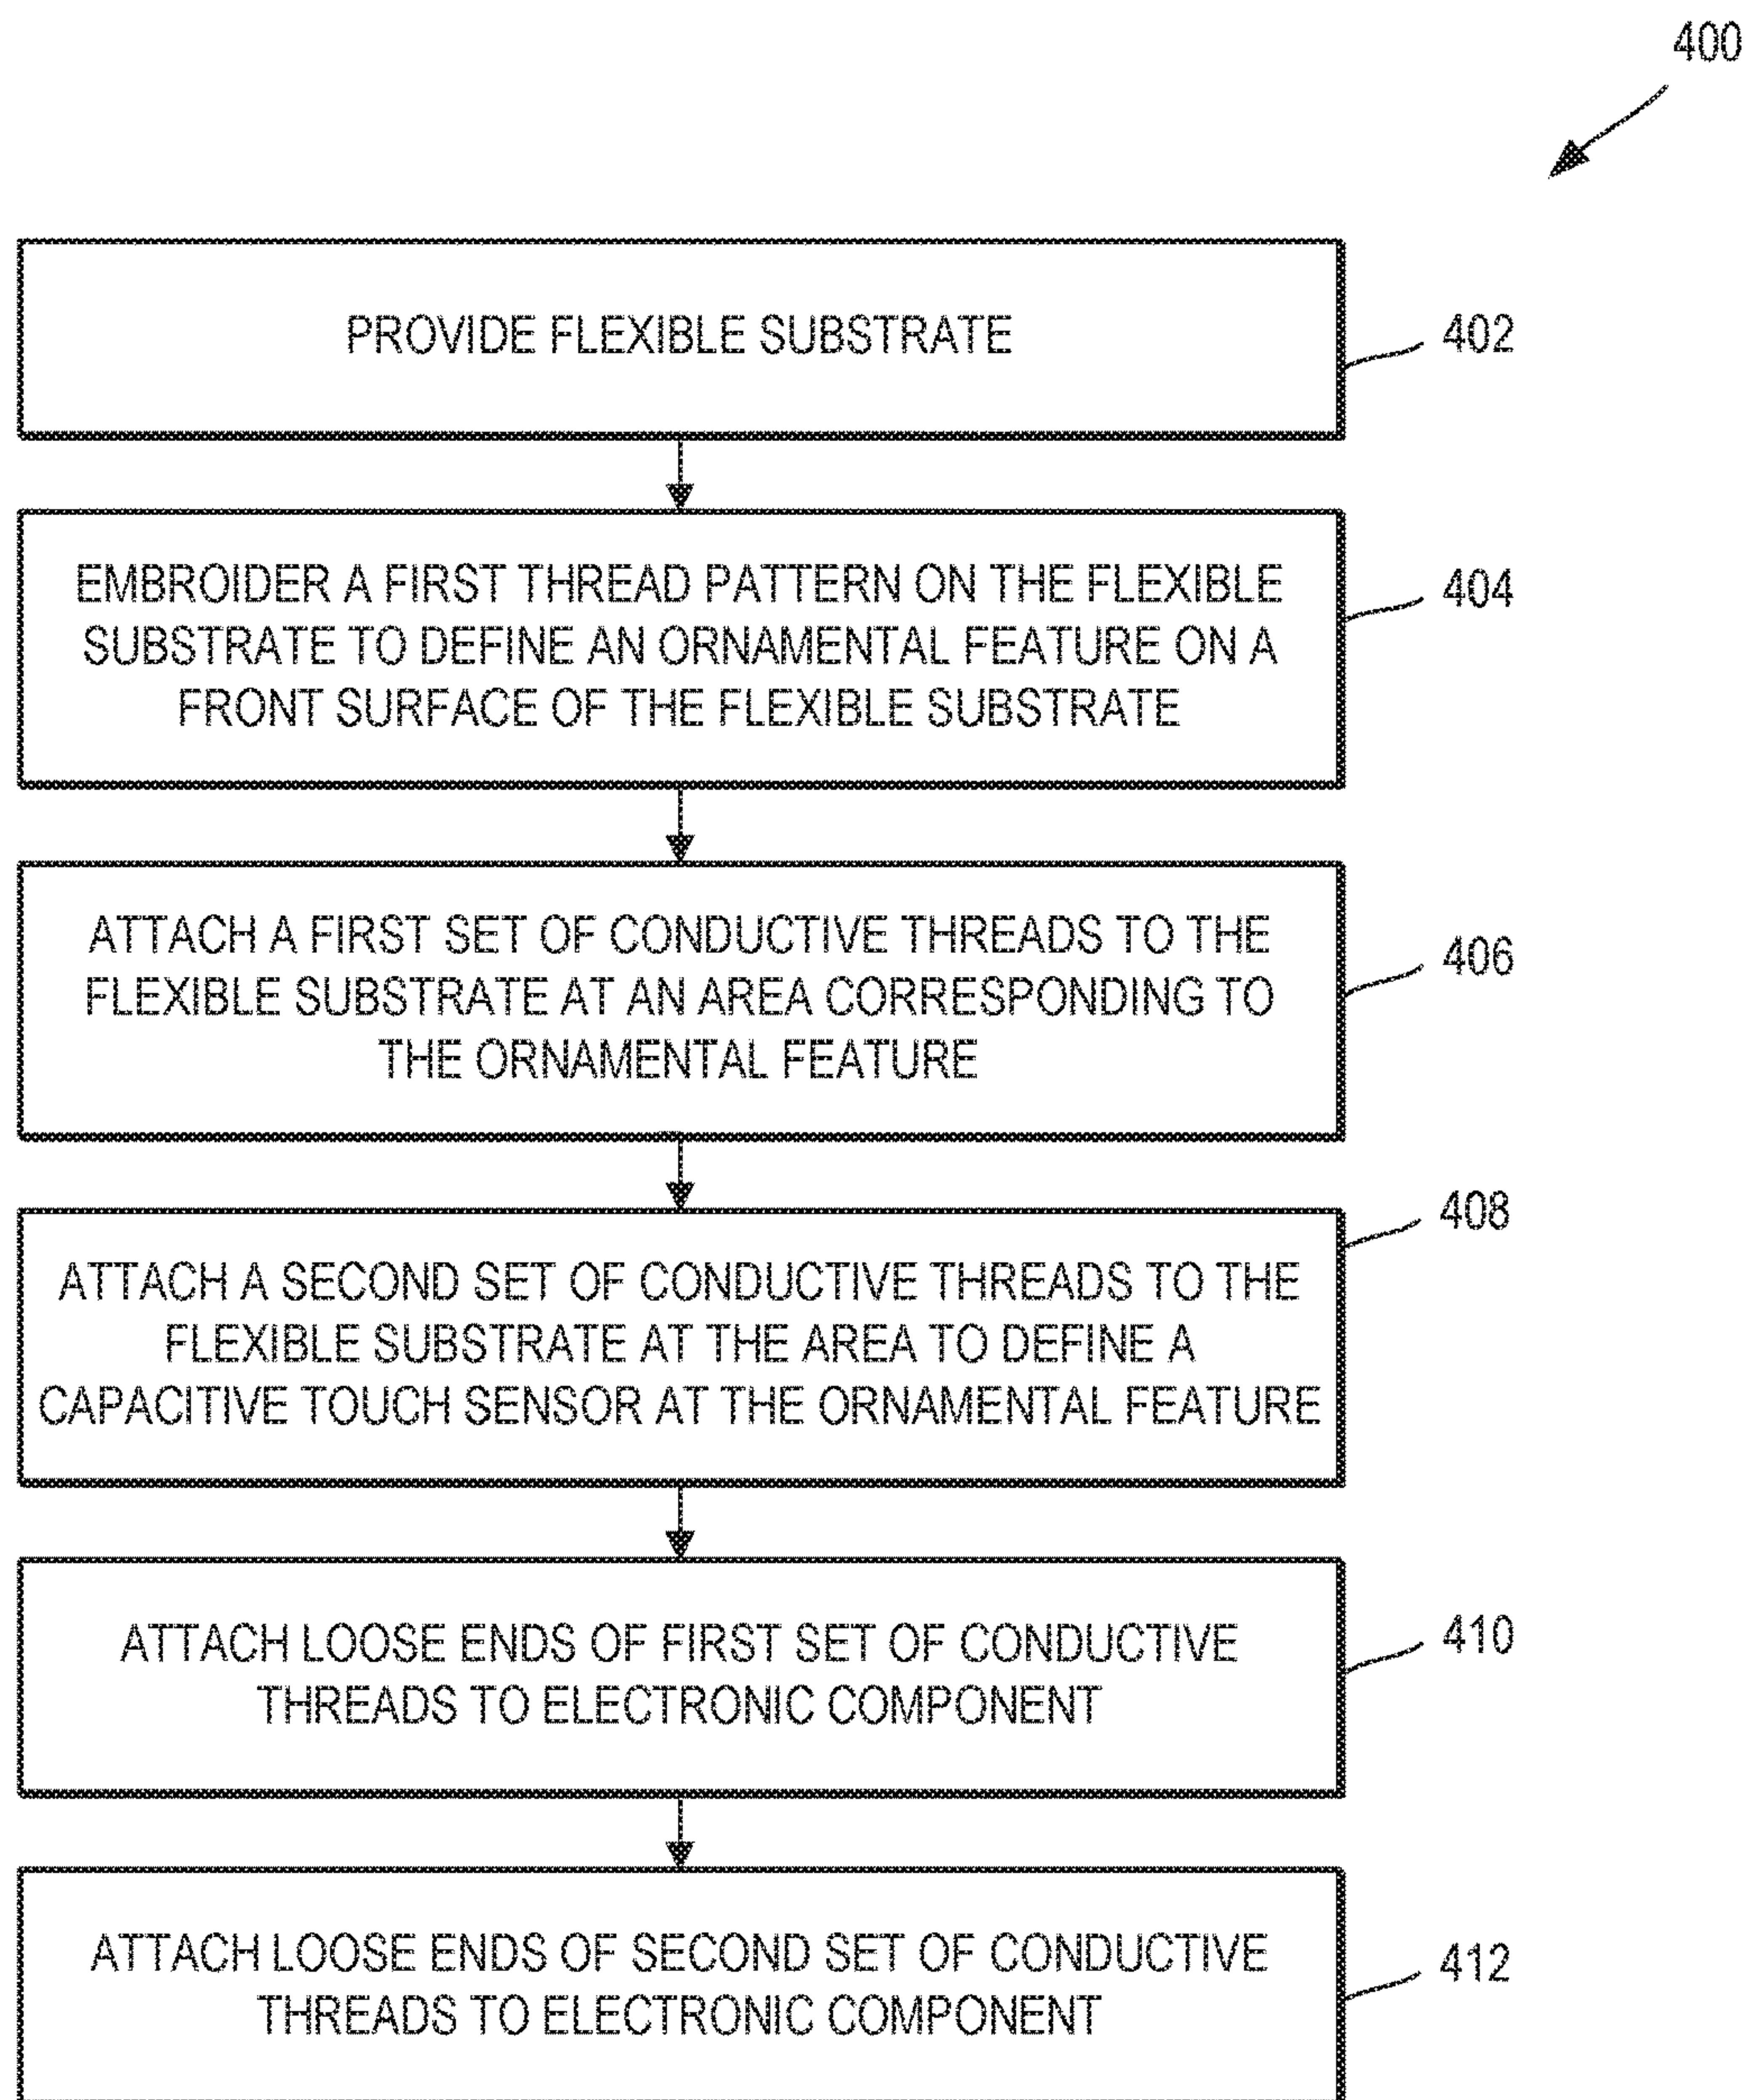 400
PROVIDE FLEXIBLE SUBSTRATE
402
EMBROIDER A FIRST THREAD PATTERN ON THE FLEXIBLE
SUBSTRATE TO DEFINE AN ORNAMENTAL FEATURE ON A
FRONT SURFACE OF THE FLEXIBLE SUBSTRATE
404
ATTACH A FIRST SET OF CONDUCTIVE THREADS TO THE
FLEXIBLE SUBSTRATE AT AN AREA CORRESPONDING TO
THE ORNAMENTAL FEATURE
406
ATTACH A SECOND SET OF CONDUCTIVE THREADS TO THE
FLEXIBLE SUBSTRATE AT THE AREA TO DEFINE A
CAPACITIVE TOUCH SENSOR AT THE ORNAMENTAL FEATURE
408
ATTACH LOOSE ENDS OF FIRST SET OF CONDUCTIVE
THREADS TO ELECTRONIC COMPONENT
410
ATTACH LOOSE ENDS OF SECOND SET OF CONDUCTIVE
THREADS TO ELECTRONIC COMPONENT
412